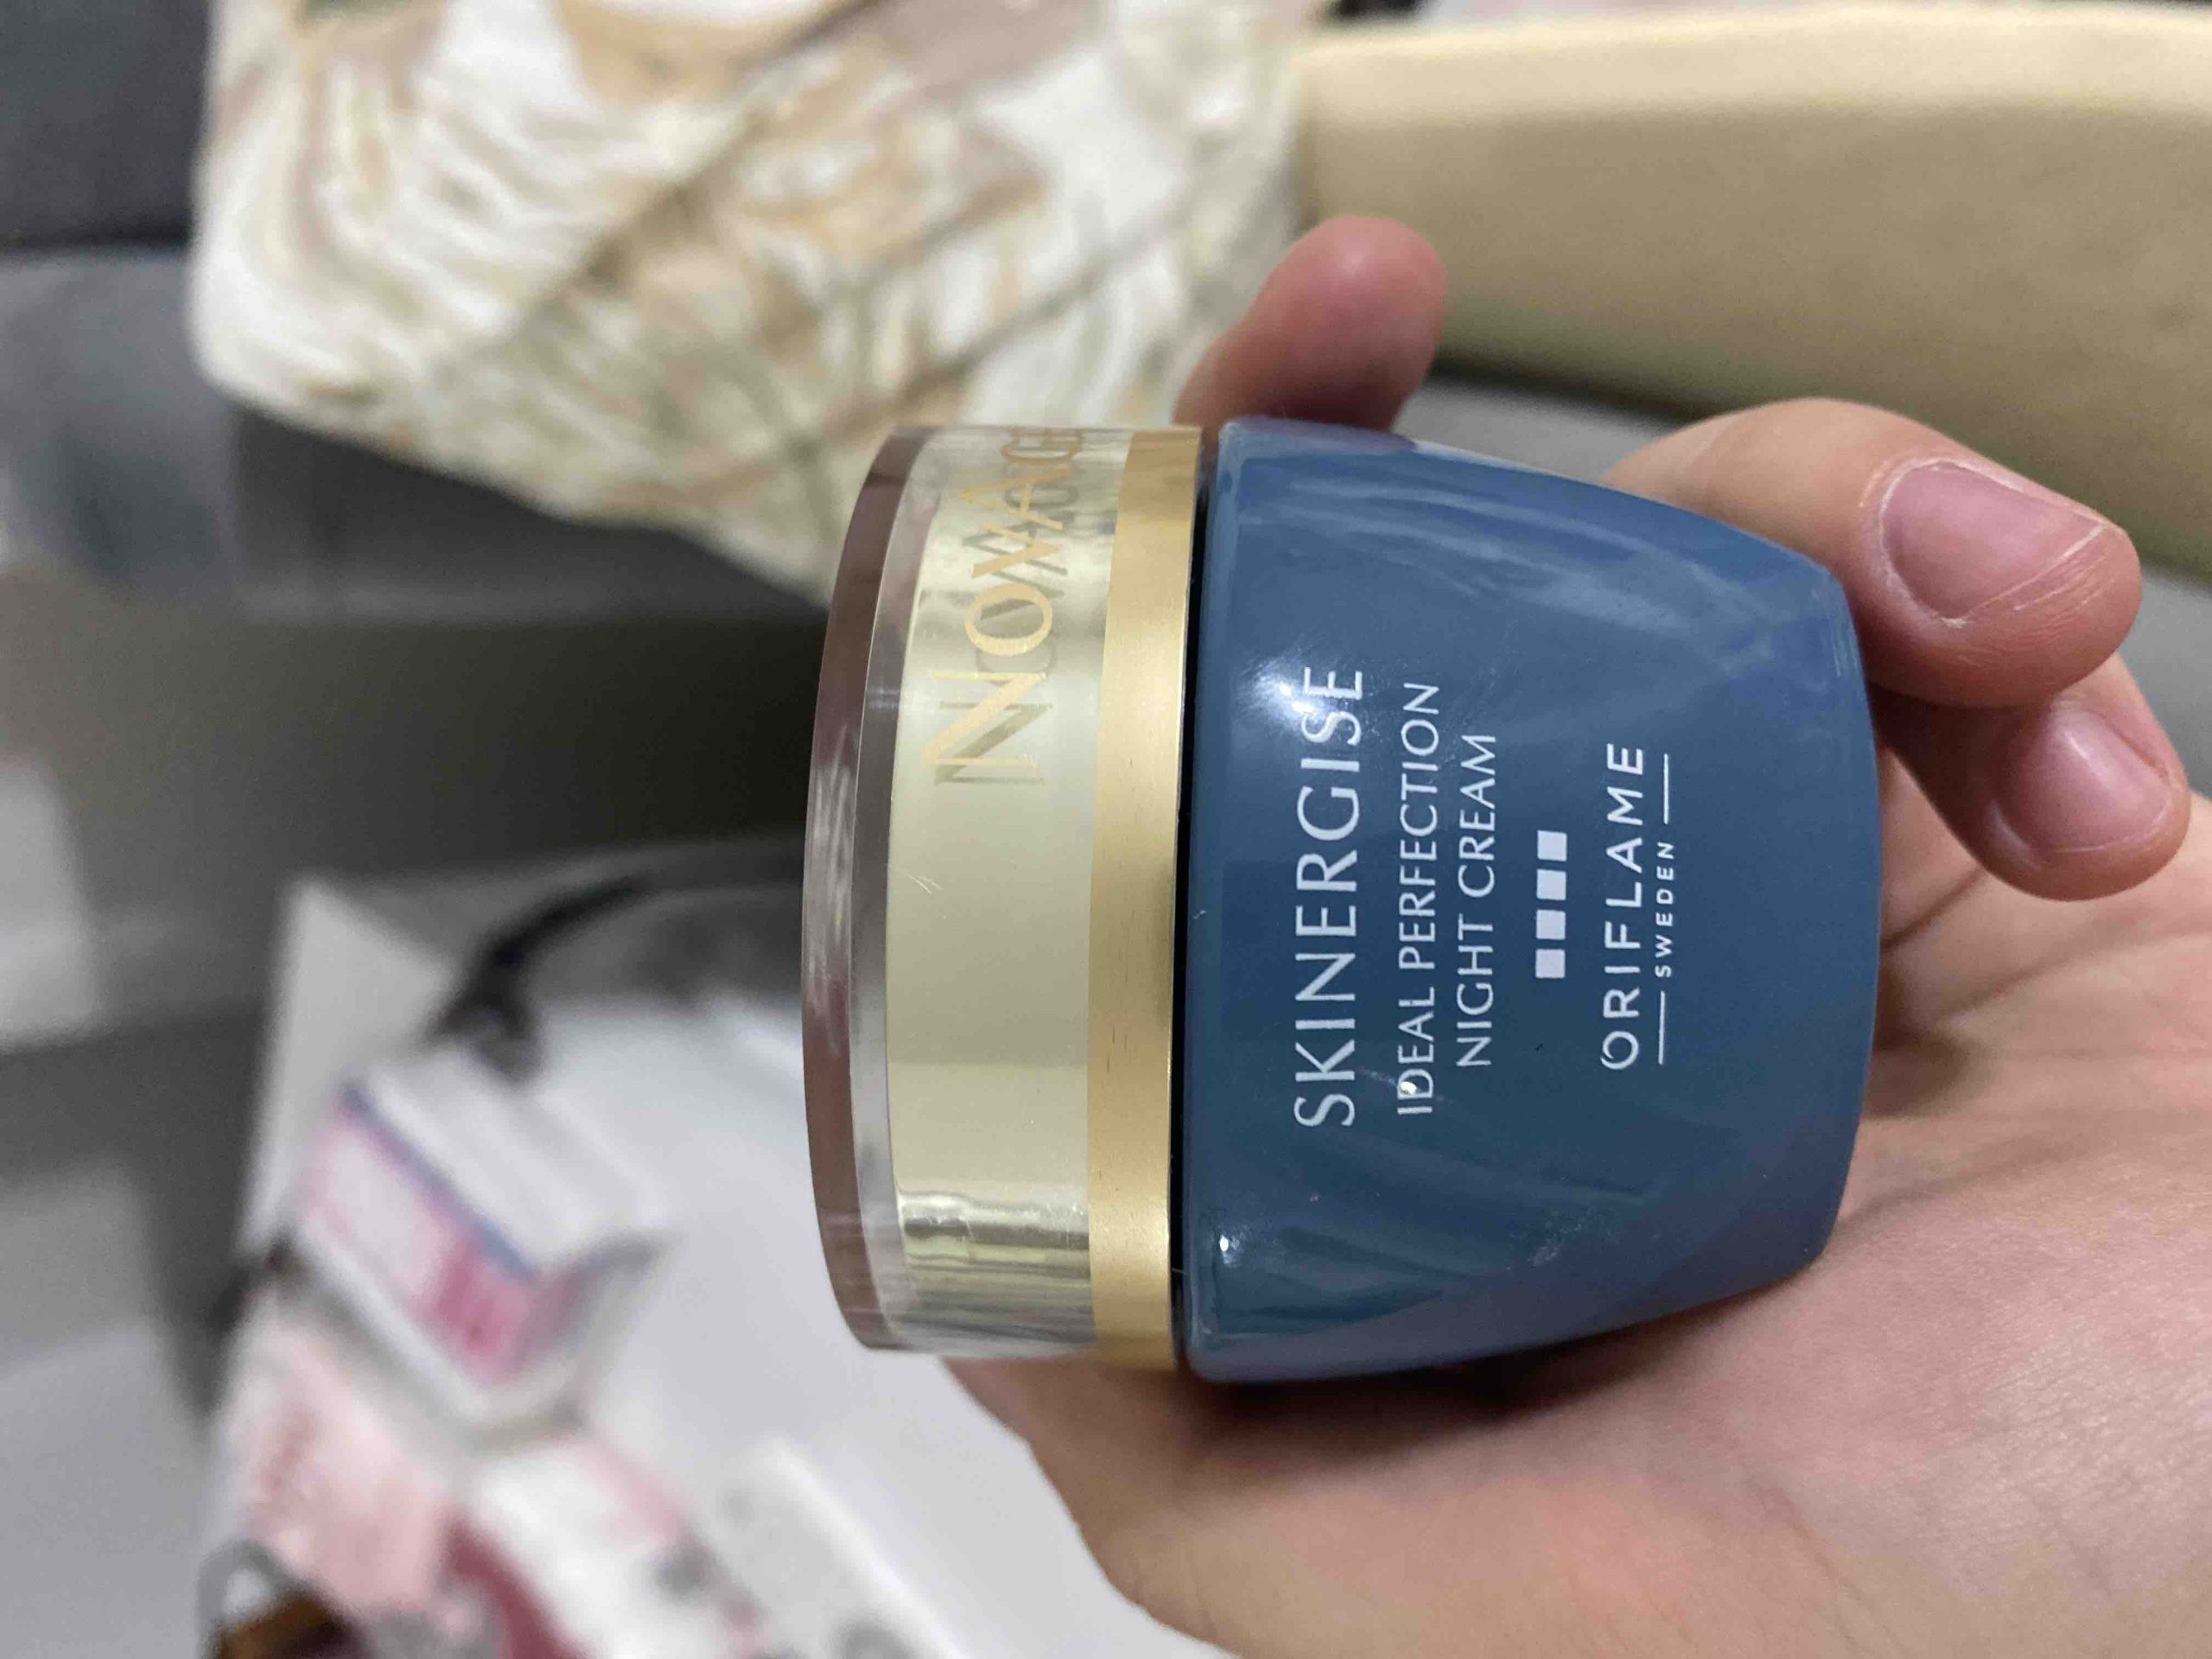 NOVAGE
SKINERGISE
IDEAL PERFECTION
NIGHT CREAM
ORIFLAME
SWEDEN